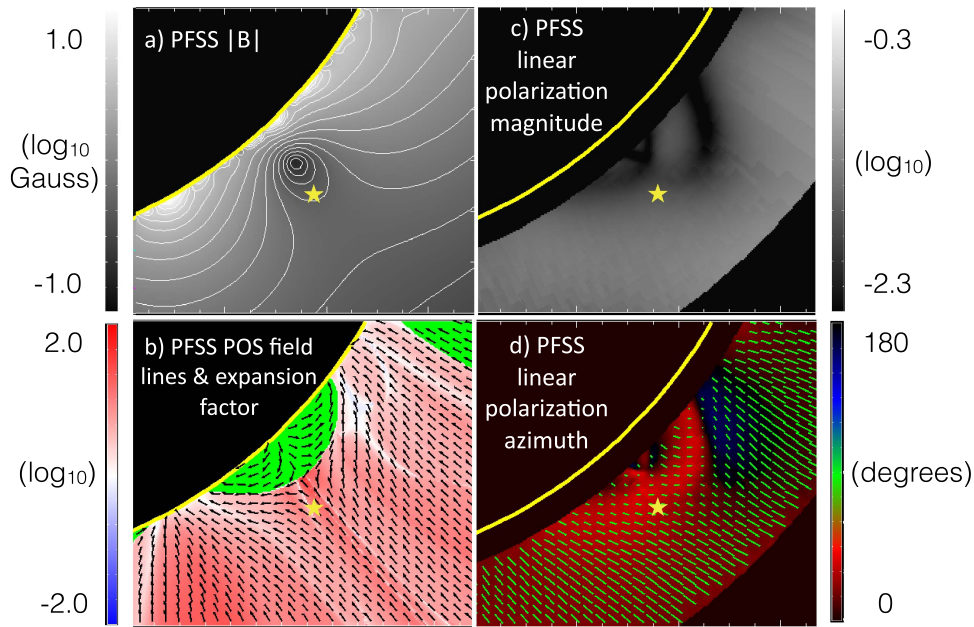 1.0
(log₁₀
Gauss)
-1.0
a) PFSS |B|
c) PFSS
linear
polarization
magnitude
-0.3
(log₁₀)
-2.3
2.0
(log₁₀)
-2.0
b) PFSS POS field
lines & expansion
factor
d) PFSS
linear
polarization
azimuth
180
(degrees)
0